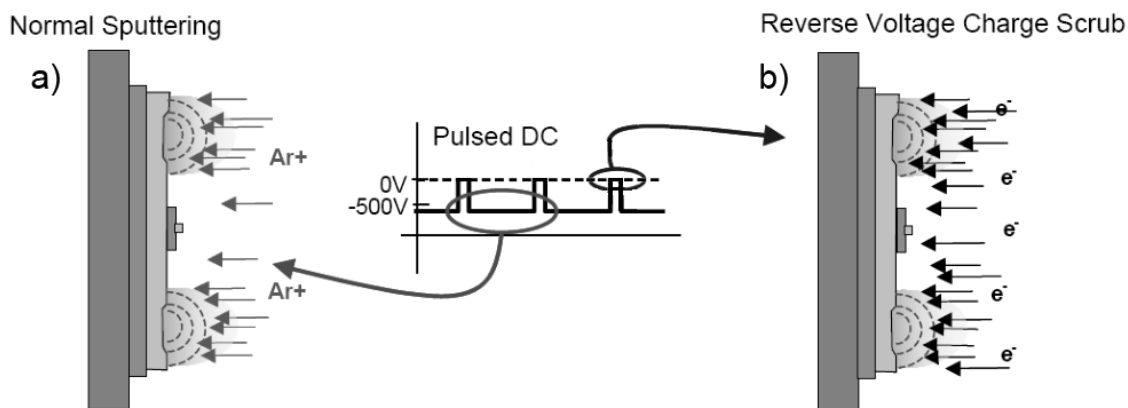 Normal Sputtering
Reverse Voltage Charge Scrub
a)
b)
Pulsed DC
0V
-500V
Ar+
Ar+
e-
e-
e-
e-
e-